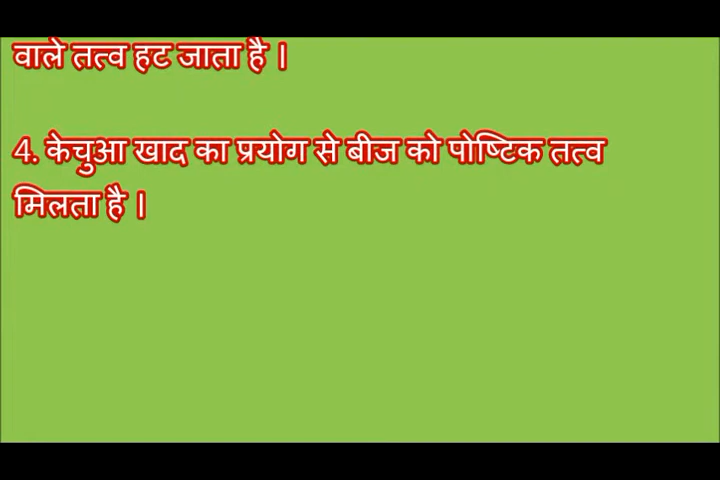 वाले तत्व हट जाता है ।
4. केचुआ खाद का प्रयोग से बीज को पोष्टिक तत्व
मिलता है ।